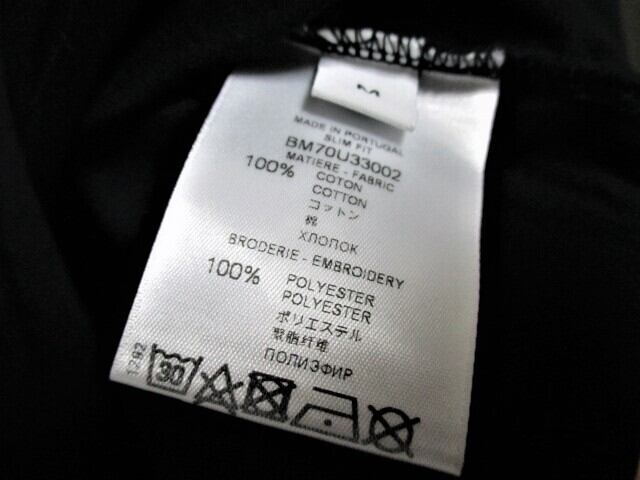 M
MADE IN PORTUGAL
SLIM FIT
BM70U33002
MATIERE - FABRIC
100% COTON
COTTON
コットン
棉
ХЛОПОК
BRODERIE - EMBROIDERY
100% POLYESTER
POLYESTER
ポリエステル
聚脂纤维
ПОЛИЭФИР
30